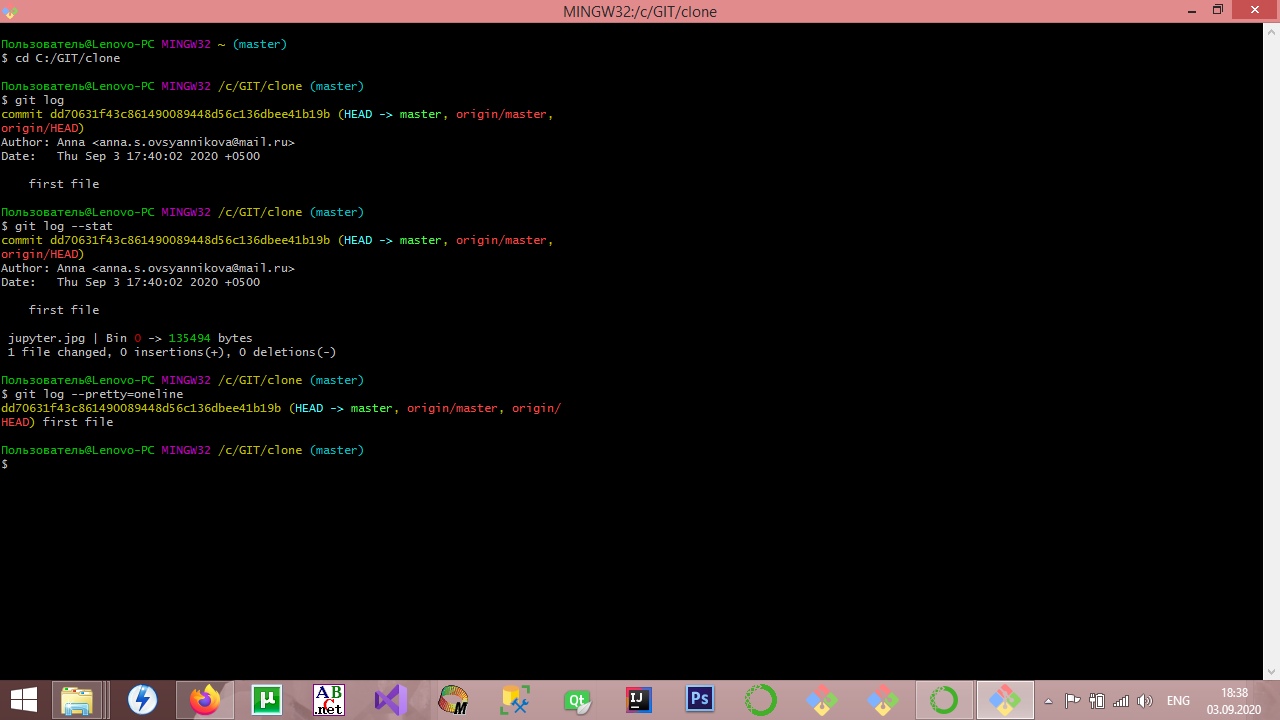 MINGW32:/c/GIT/clone
Пользователь@Lenovo-PC MINGW32 ~ (master)
$ cd C:/GIT/clone
Пользователь@Lenovo-PC MINGW32 /c/GIT/clone (master)
$ git log
commit dd70631f43c861490089448d56c136dbee41b19b (HEAD -> master, origin/master,
origin/HEAD)
Author: Anna <anna.s.ovsyannikova@mail.ru>
Date:   Thu Sep 3 17:40:02 2020 +0500
    first file
Пользователь@Lenovo-PC MINGW32 /c/GIT/clone (master)
$ git log --stat
commit dd70631f43c861490089448d56c136dbee41b19b (HEAD -> master, origin/master,
origin/HEAD)
Author: Anna <anna.s.ovsyannikova@mail.ru>
Date:   Thu Sep 3 17:40:02 2020 +0500
    first file
 jupyter.jpg | Bin 0 -> 135494 bytes
 1 file changed, 0 insertions(+), 0 deletions(-)
Пользователь@Lenovo-PC MINGW32 /c/GIT/clone (master)
$ git log --pretty=oneline
dd70631f43c861490089448d56c136dbee41b19b (HEAD -> master, origin/master, origin/
HEAD) first file
Пользователь@Lenovo-PC MINGW32 /c/GIT/clone (master)
$
µ
ABC
.net
M
Qt
IJ
Ps
ENG
18:38
03.09.2020